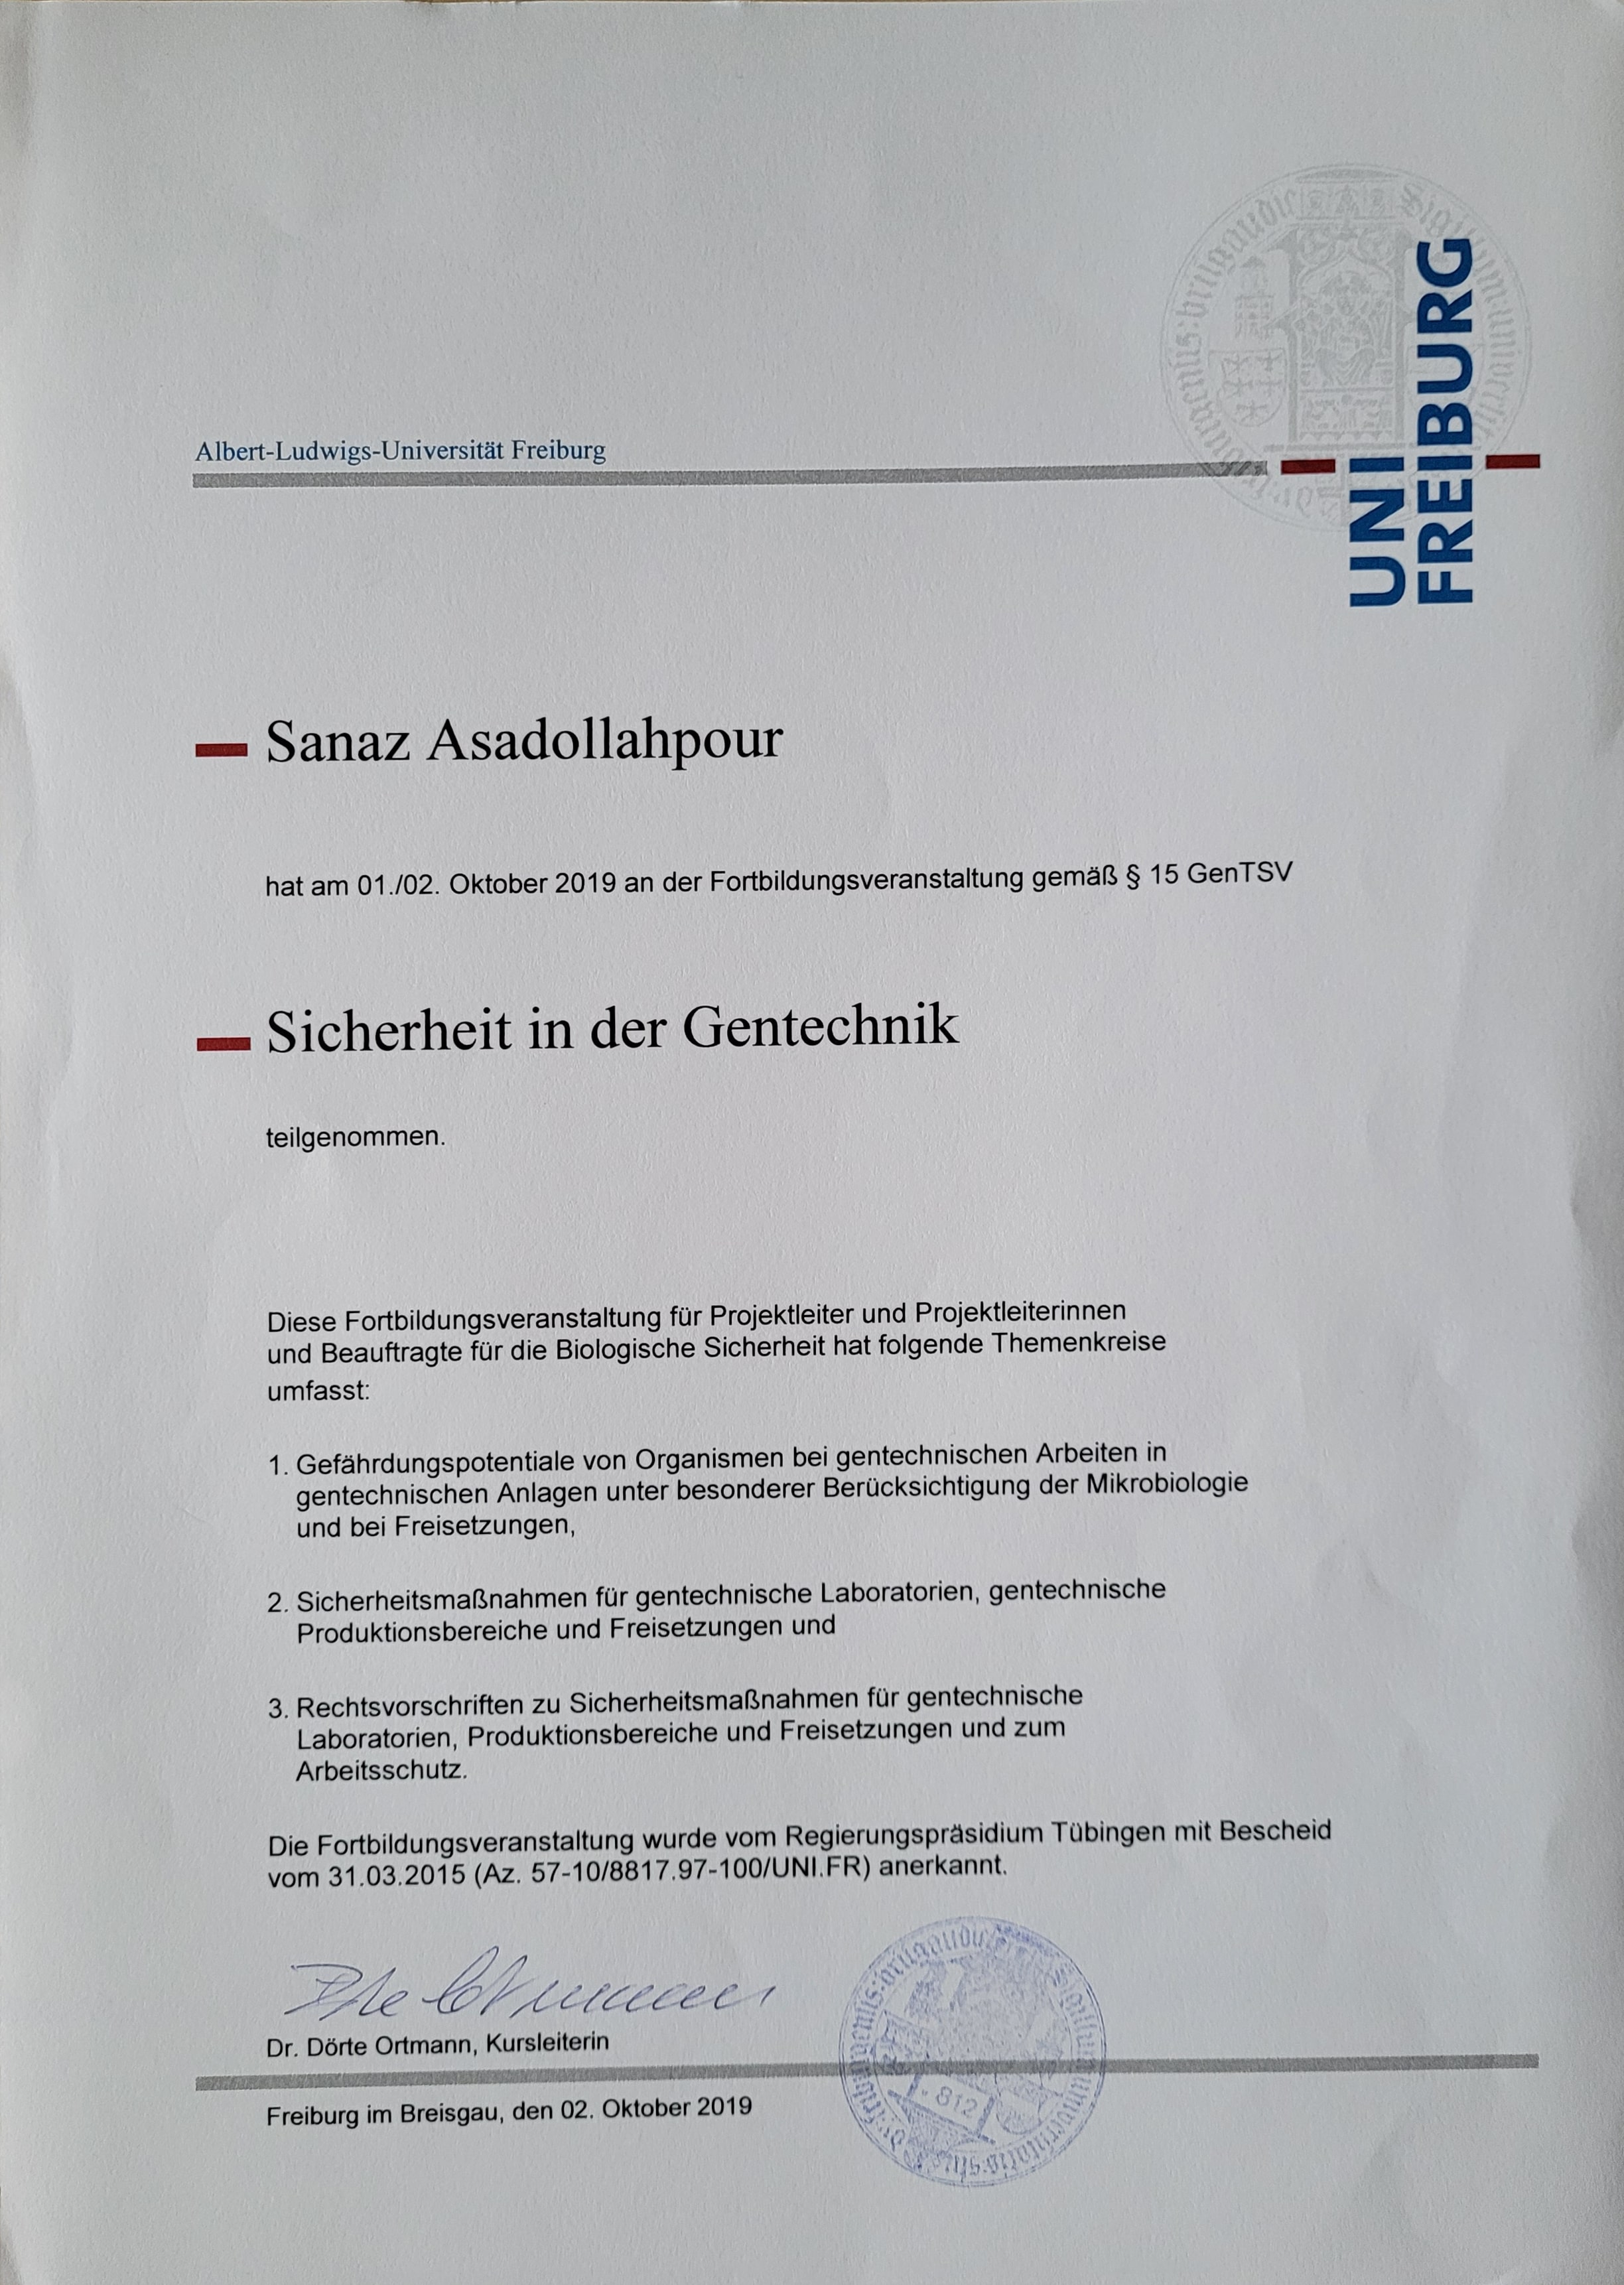 Albert-Ludwigs-Universität Freiburg
UNI
FREIBURG
Sanaz Asadollahpour
hat am 01./02. Oktober 2019 an der Fortbildungsveranstaltung gemäß § 15 GenTSV
Sicherheit in der Gentechnik
teilgenommen.
Diese Fortbildungsveranstaltung für Projektleiter und Projektleiterinnen
und Beauftragte für die Biologische Sicherheit hat folgende Themenkreise
umfasst:
1. Gefährdungspotentiale von Organismen bei gentechnischen Arbeiten in
gentechnischen Anlagen unter besonderer Berücksichtigung der Mikrobiologie
und bei Freisetzungen,
2. Sicherheitsmaßnahmen für gentechnische Laboratorien, gentechnische
Produktionsbereiche und Freisetzungen und
3. Rechtsvorschriften zu Sicherheitsmaßnahmen für gentechnische
Laboratorien, Produktionsbereiche und Freisetzungen und zum
Arbeitsschutz.
Die Fortbildungsveranstaltung wurde vom Regierungspräsidium Tübingen mit Bescheid
vom 31.03.2015 (Az. 57-10/8817.97-100/UNI.FR) anerkannt.
Dr. Dörte Ortmann, Kursleiterin
812
Freiburg im Breisgau, den 02. Oktober 2019